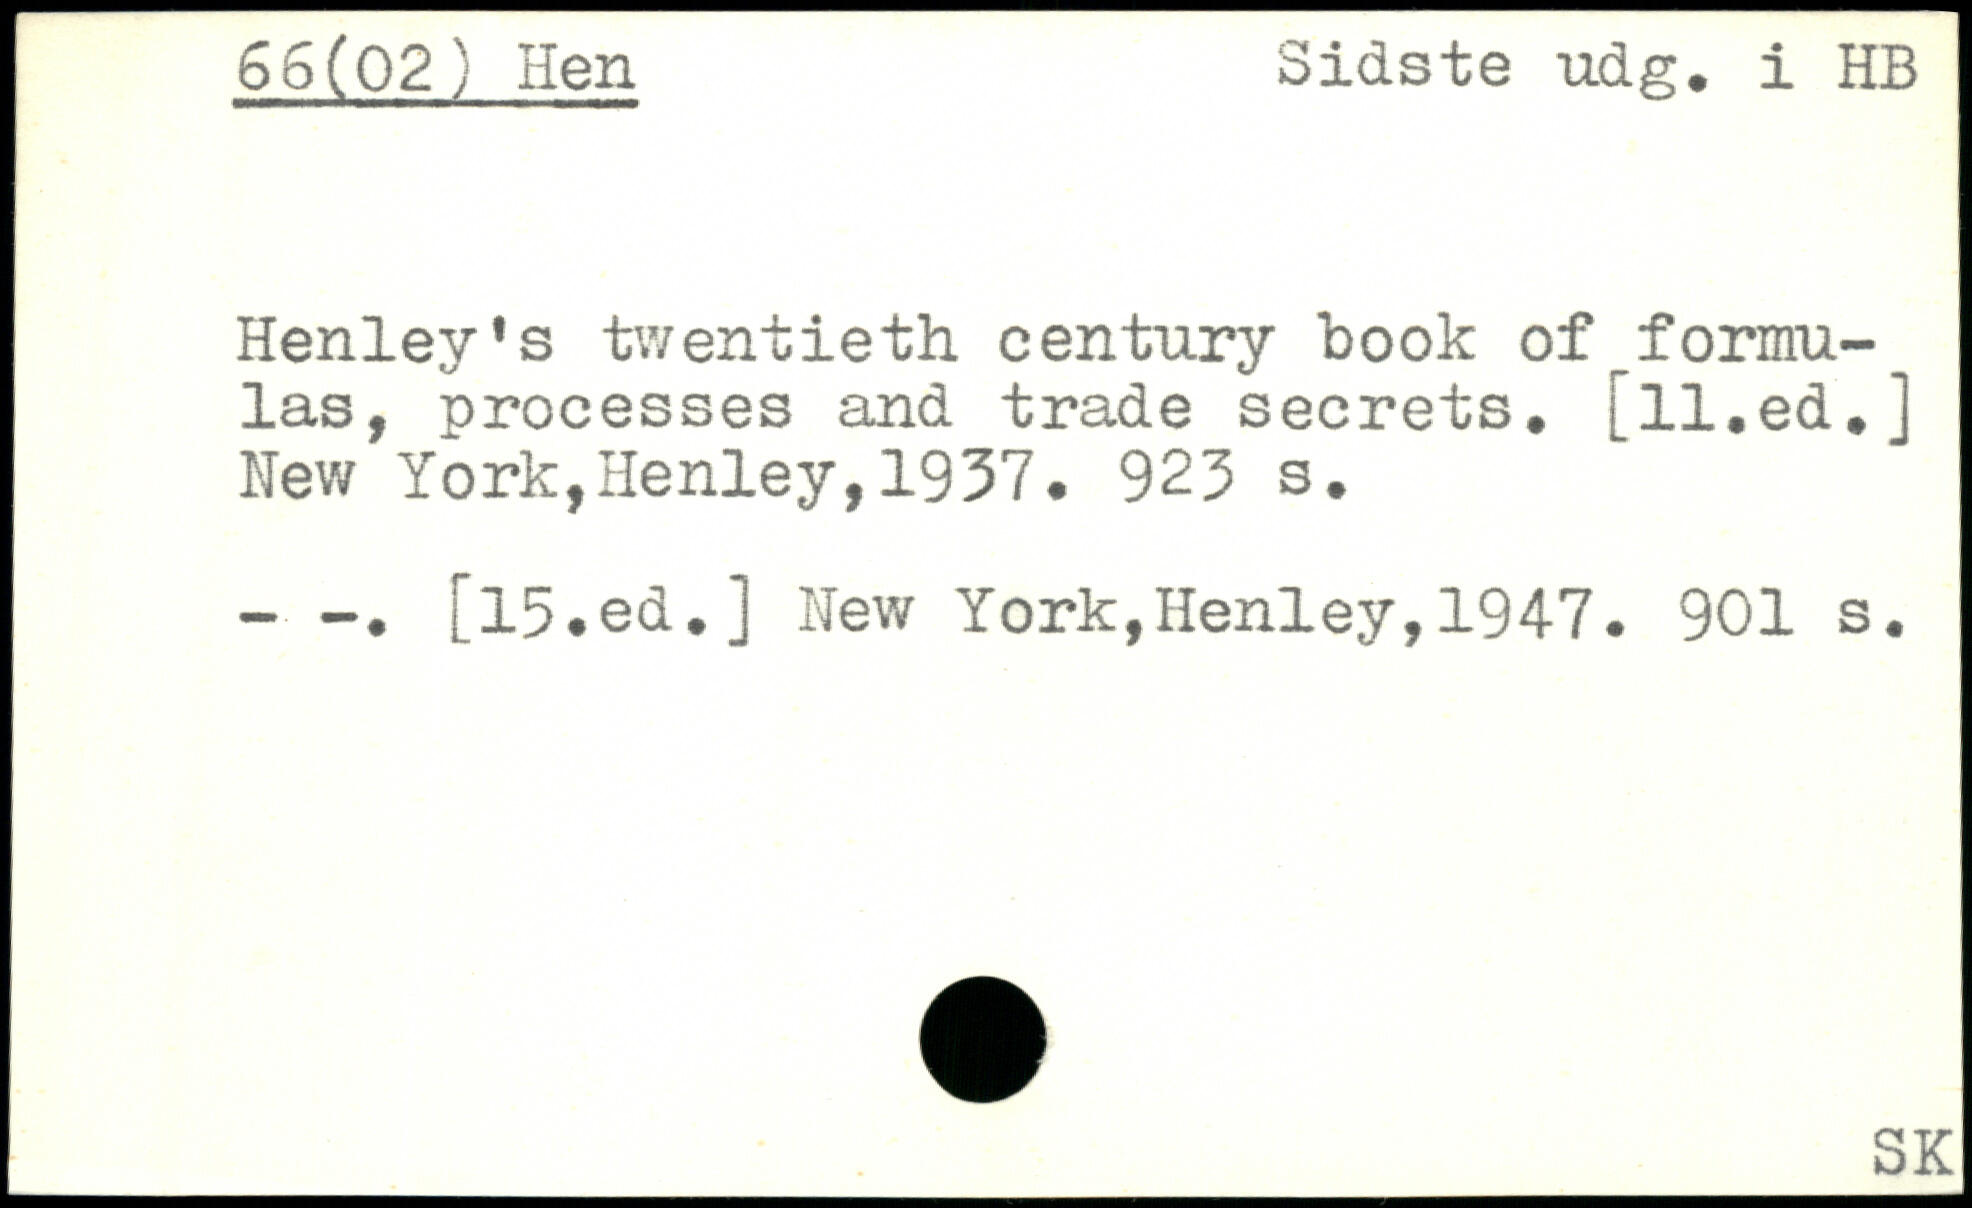 66(02) Hen Sidste udg. i HB
Henley's twentieth century book of formu-
las, processes and trade secrets. [11.ed.]
New York,Henley,1937. 923 s.
- -. [15.ed.] New York,Henley,1947. 901 s.
SK